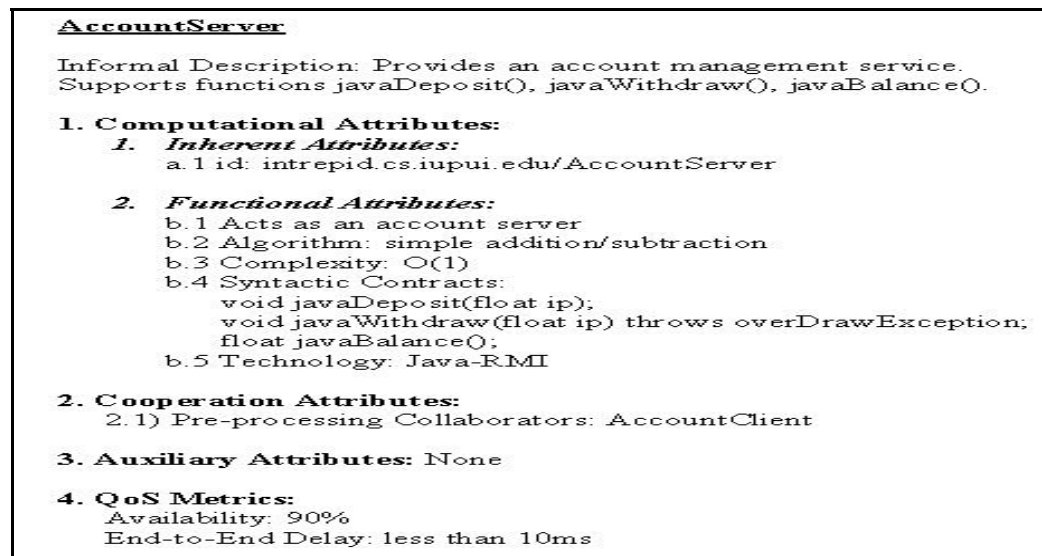 AccountServer
Informal Description: Provides an account management service.
Supports functions javaDeposit(), javaWithdraw(), javaBalance().
1. Computational Attributes:
1. Inherent Attributes:
a.1 id: intrepid.cs.iupui.edu/AccountServer
2. Functional Attributes:
b.1 Acts as an account server
b.2 Algorithm: simple addition/subtraction
b.3 Complexity: O(1)
b.4 Syntactic Contracts:
void javaDeposit(float ip);
void javaWithdraw(float ip) throws overDrawException;
float javaBalance();
b.5 Technology: Java-RMI
2. Cooperation Attributes:
2.1) Pre-processing Collaborators: AccountClient
3. Auxiliary Attributes: None
4. QoS Metrics:
Availability: 90%
End-to-End Delay: less than 10ms